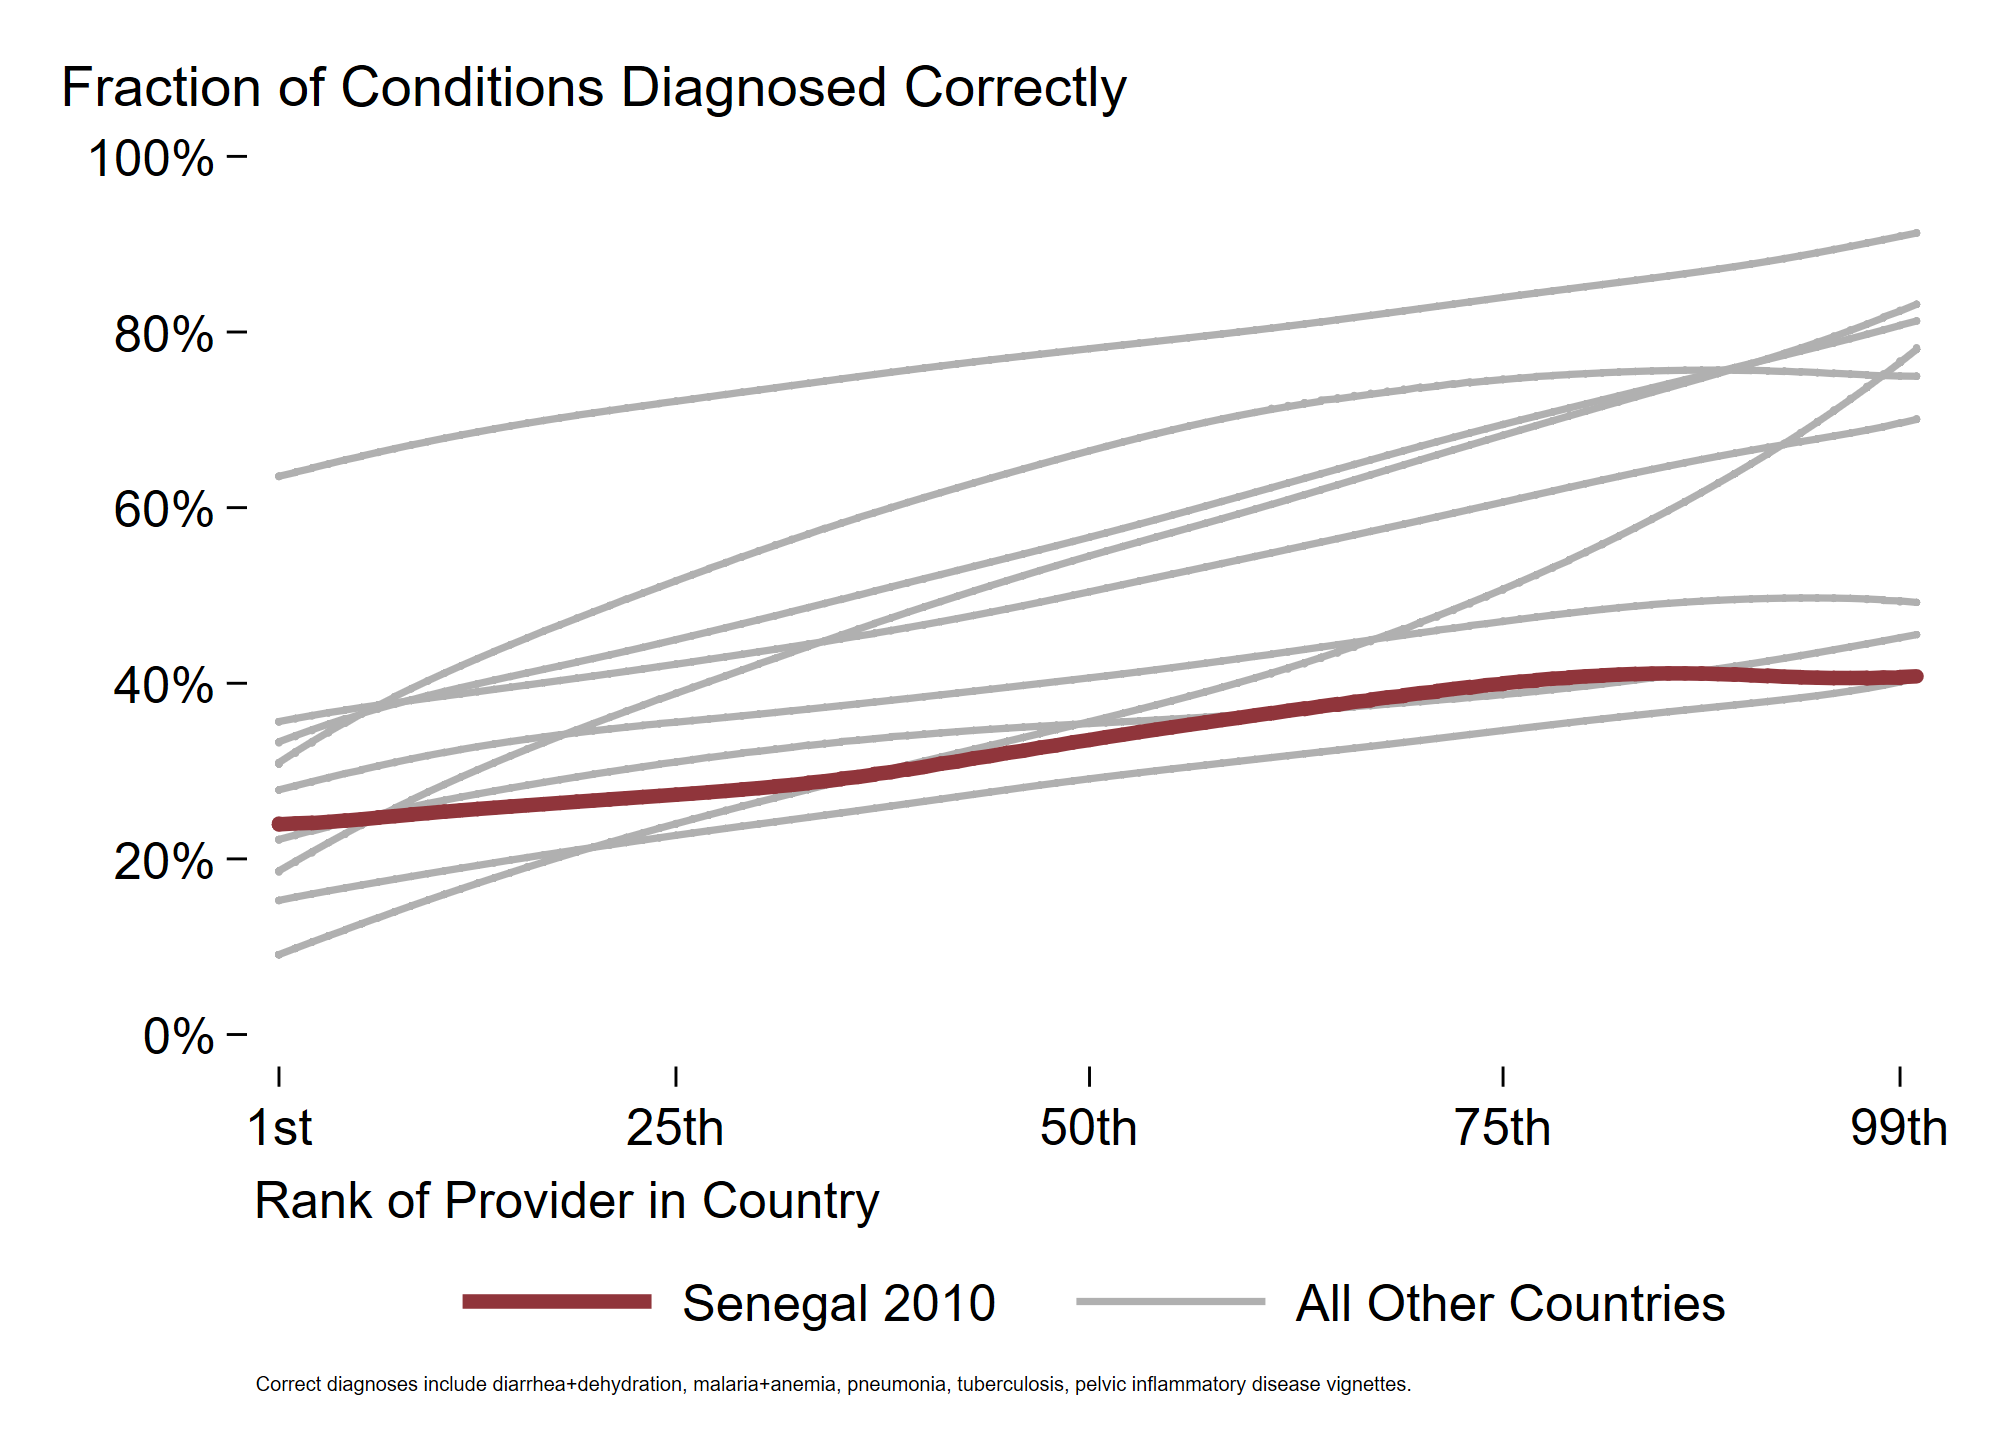 Fraction of Conditions Diagnosed Correctly
100%
80%
60%
40%
20%
0%
1st 25th 50th 75th 99th
Rank of Provider in Country
Senegal 2010 All Other Countries
Correct diagnoses include diarrhea+dehydration, malaria+anemia, pneumonia, tuberculosis, pelvic inflammatory disease vignettes.